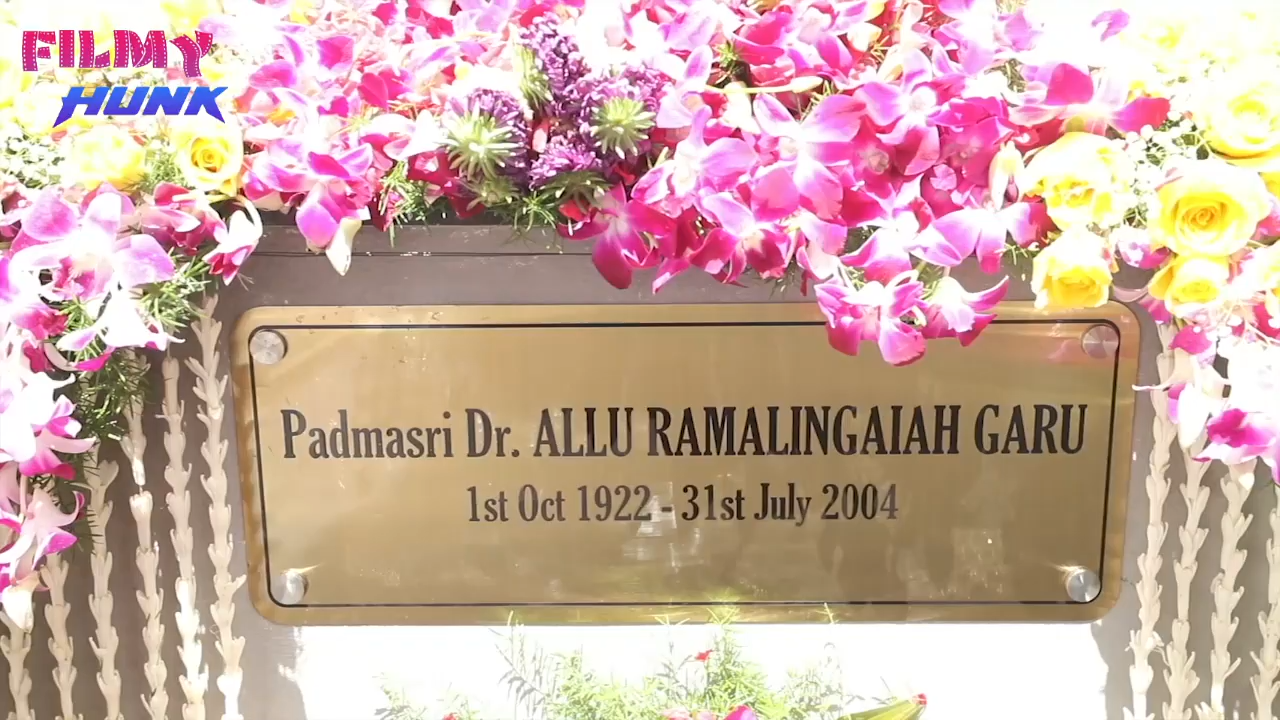 FILMY
HUNK
Padmasri Dr. ALLU RAMALINGAIAH GARU
1st Oct 1922 - 31st July 2004